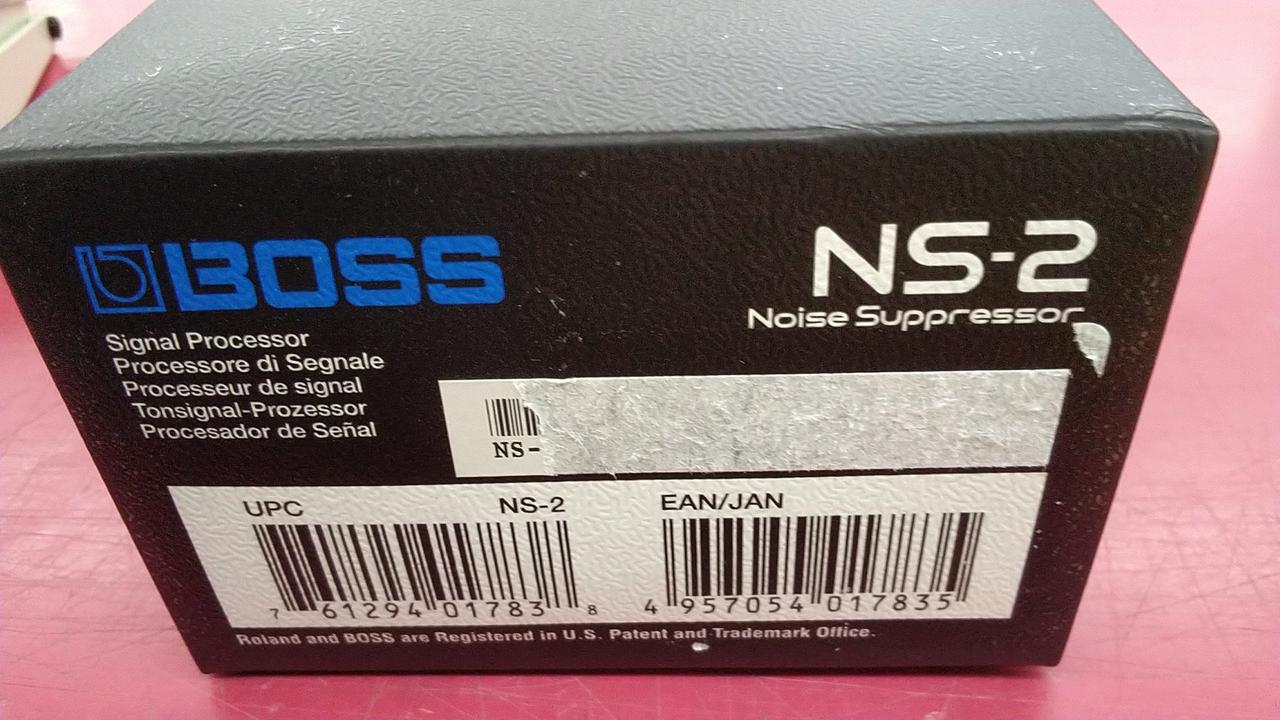 BOSS
NS-2
Noise Suppressor
Signal Processor
Processore di Segnale
Processeur de signal
Tonsignal-Prozessor
Procesador de Señal
NS-
UPC NS-2
7 61294 01783 8
EAN/JAN
4 957054 017835
Roland and BOSS are Registered in U.S. Patent and Trademark Office.